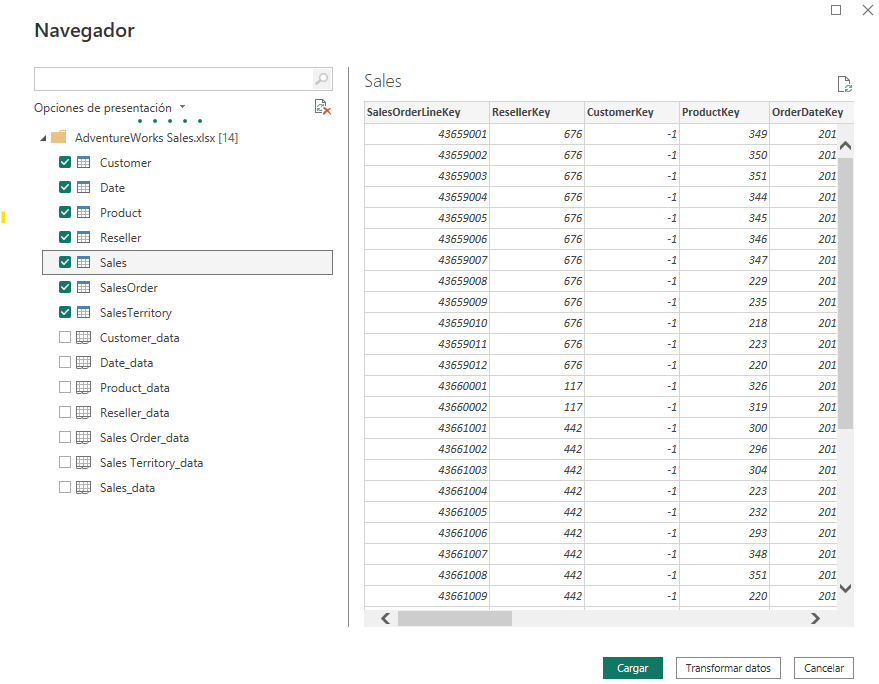 Navegador
Opciones de presentación
AdventureWorks Sales.xlsx [14]
Customer
Date
Product
Reseller
Sales
SalesOrder
SalesTerritory
Customer_data
Date_data
Product_data
Reseller_data
Sales Order_data
Sales Territory_data
Sales_data
Sales
SalesOrderLineKey ResellerKey CustomerKey ProductKey OrderDateKey
43659001 676 -1 349 201
43659002 676 -1 350 201
43659003 676 -1 351 201
43659004 676 -1 344 201
43659005 676 -1 345 201
43659006 676 -1 346 201
43659007 676 -1 347 201
43659008 676 -1 229 201
43659009 676 -1 235 201
43659010 676 -1 218 201
43659011 676 -1 223 201
43659012 676 -1 220 201
43660001 117 -1 326 201
43660002 117 -1 319 201
43661001 442 -1 300 201
43661002 442 -1 296 201
43661003 442 -1 304 201
43661004 442 -1 223 201
43661005 442 -1 232 201
43661006 442 -1 293 201
43661007 442 -1 348 201
43661008 442 -1 351 201
43661009 442 -1 220 201
Cargar Transformar datos Cancelar